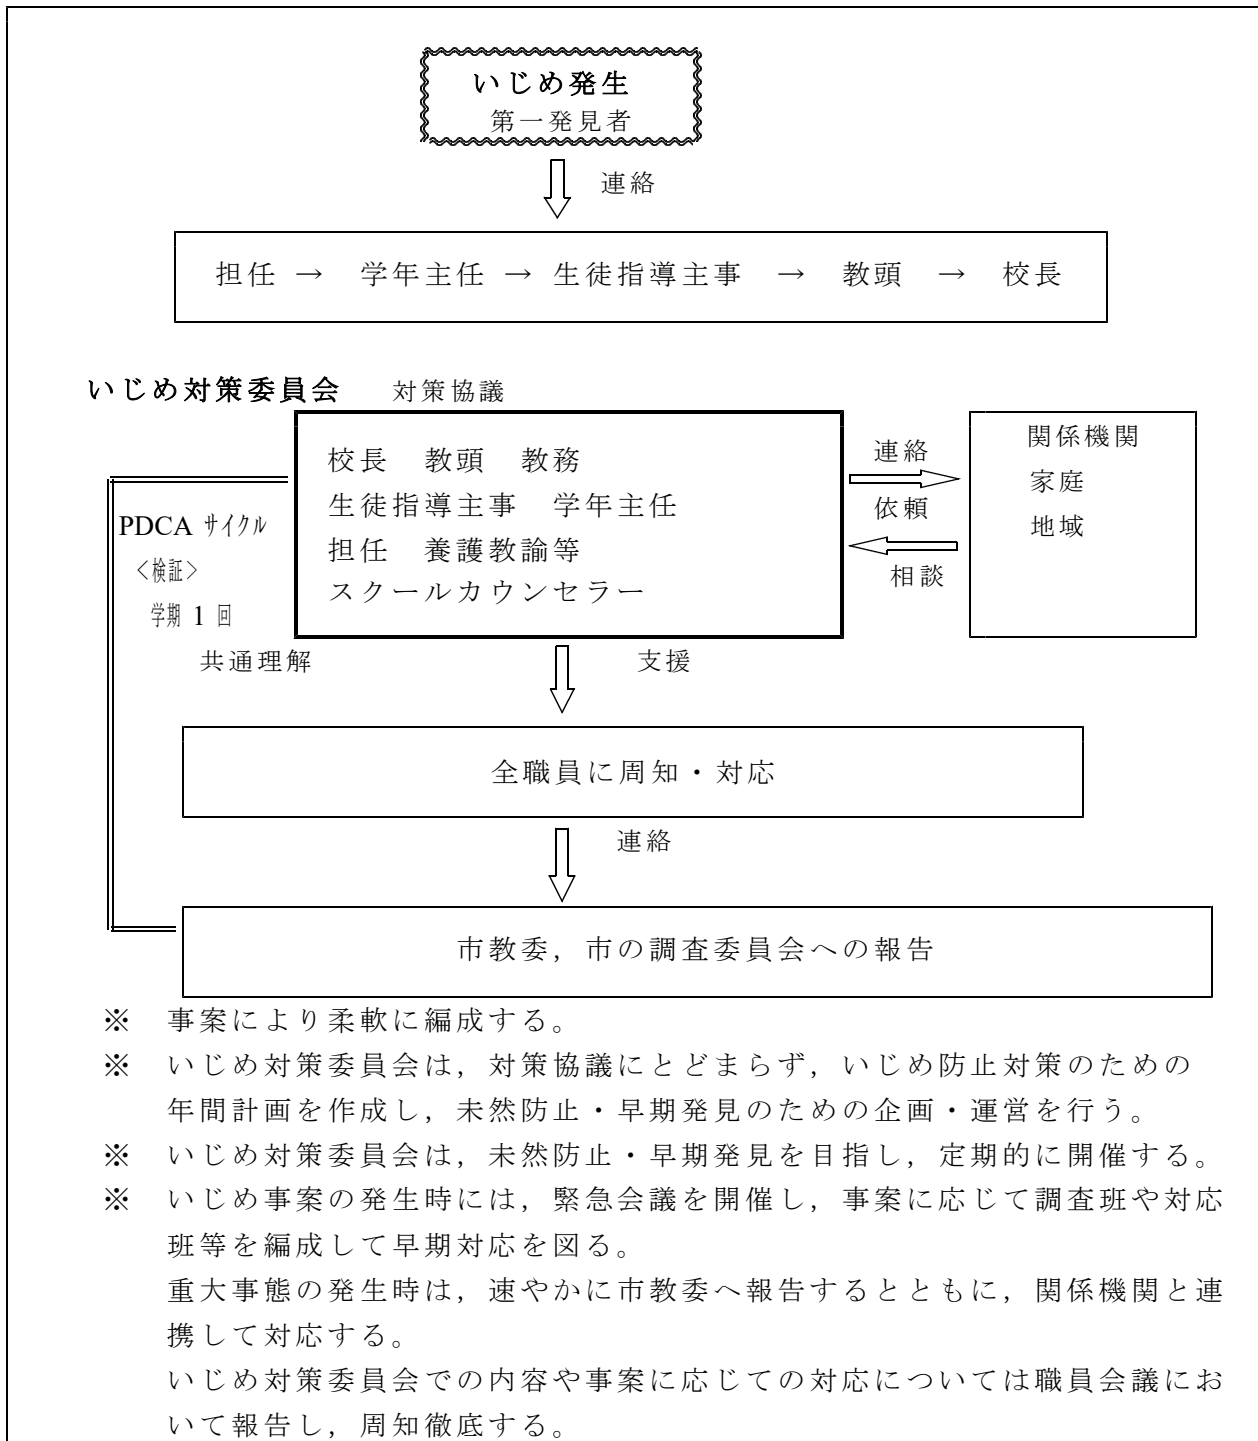 いじめ発生
第一発見者
連絡
担任 → 学年主任 → 生徒指導主事 → 教頭 → 校長
いじめ対策委員会 対策協議
校長 教頭 教務
生徒指導主事 学年主任
担任 養護教諭等
スクールカウンセラー
連絡
依頼
相談
関係機関
家庭
地域
PDCA サイクル
<検証>
学期 1 回
共通理解
支援
全職員に周知・対応
連絡
市教委，市の調査委員会への報告
※ 事案により柔軟に編成する。
※ いじめ対策委員会は，対策協議にとどまらず，いじめ防止対策のための
年間計画を作成し，未然防止・早期発見のための企画・運営を行う。
※ いじめ対策委員会は，未然防止・早期発見を目指し，定期的に開催する。
※ いじめ事案の発生時には，緊急会議を開催し，事案に応じて調査班や対応
班等を編成して早期対応を図る。
重大事態の発生時は，速やかに市教委へ報告するとともに，関係機関と連
携して対応する。
いじめ対策委員会での内容や事案に応じての対応については職員会議にお
いて報告し，周知徹底する。